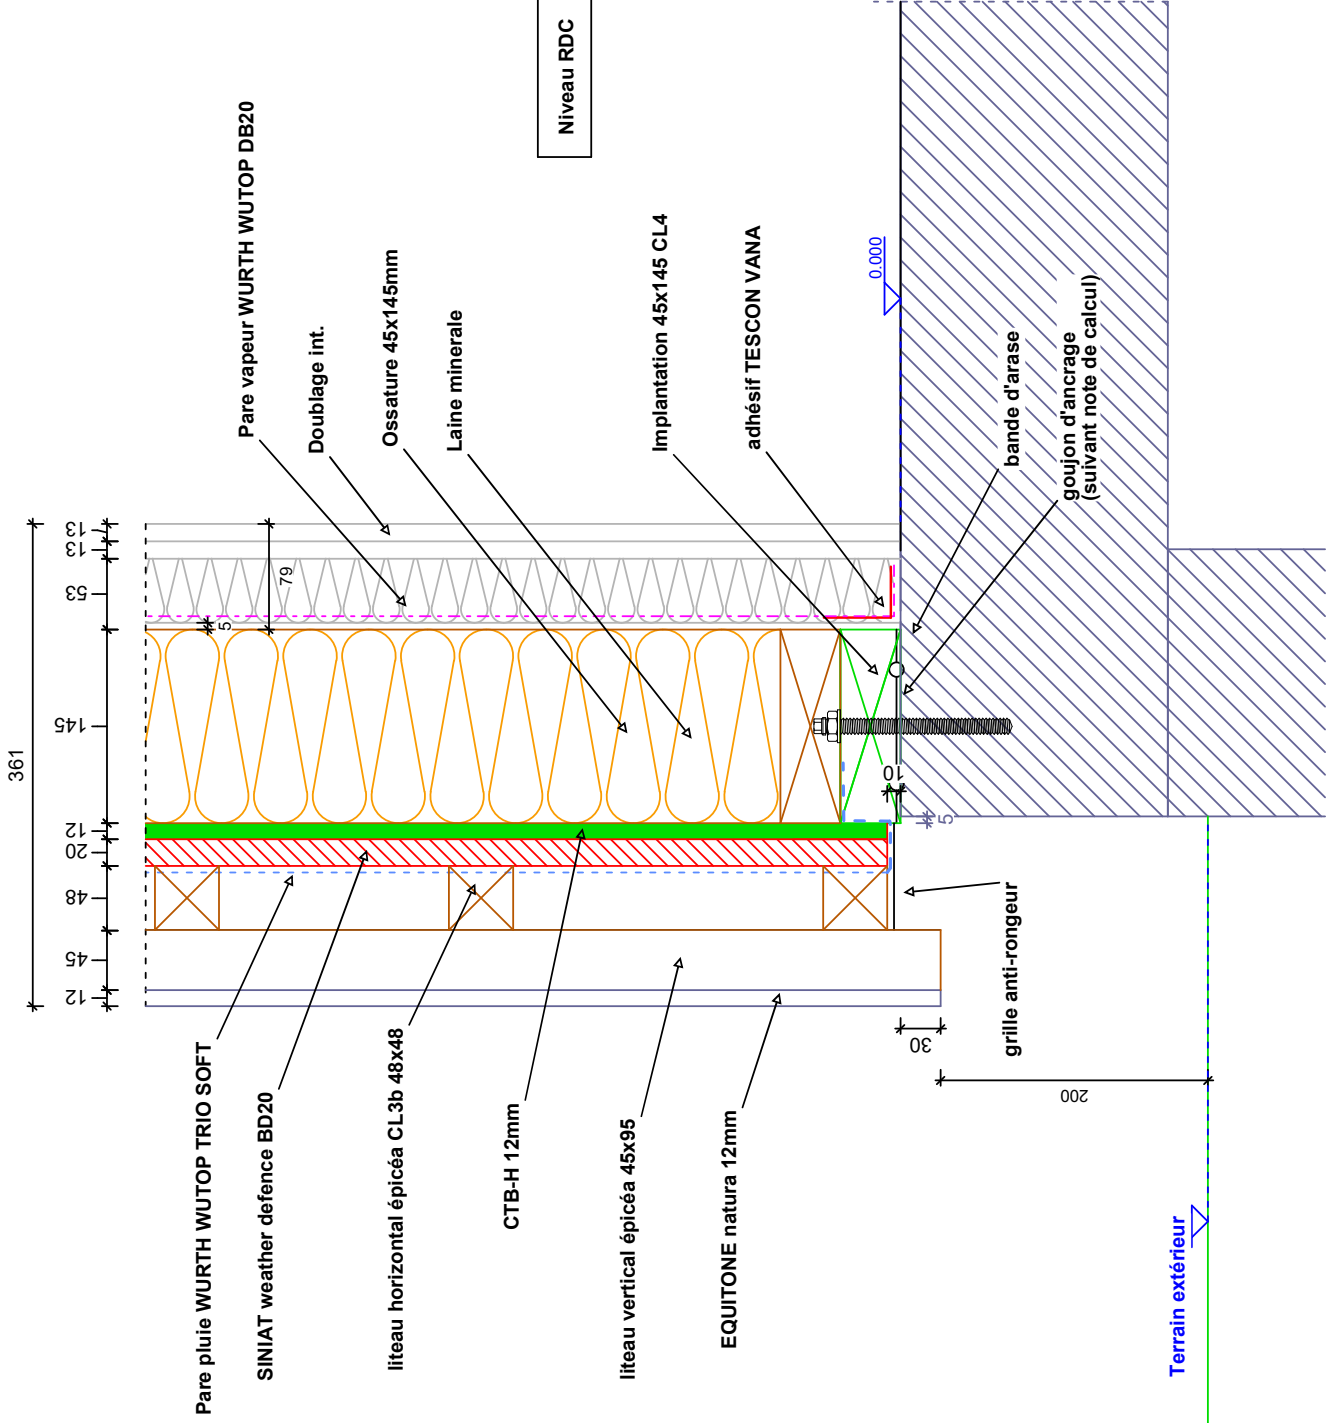 Niveau RDC
Pare vapeur WURTH WUTOP DB20
Doublage int.
Ossature 45x145mm
Laine minerale
Implantation 45x145 CL4
adhésif TESCON VANA
0.000
bande d'arase
goujon d'ancrage
(suivant note de calcul)
361
13
13
53
145
12
20
48
45
12
79
5
10
5
30
200
Pare pluie WURTH WUTOP TRIO SOFT
SINIAT weather defence BD20
liteau horizontal épicéa CL3b 48x48
CTB-H 12mm
liteau vertical épicéa 45x95
EQUITONE natura 12mm
grille anti-rongeur
Terrain extérieur